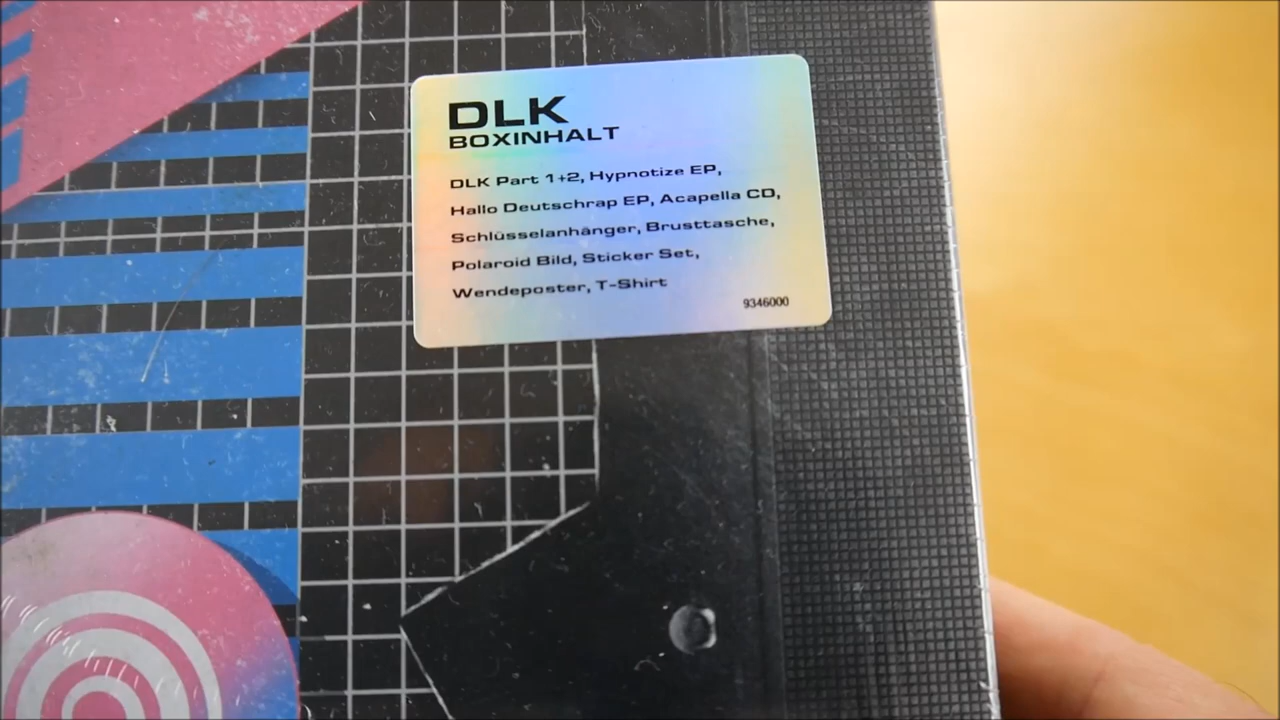 DLK
BOXINHALT
DLK Part 1+2, Hypnotize EP,
Hallo Deutschrap EP, Acapella CD,
Schlüsselanhänger, Brusttasche,
Polaroid Bild, Sticker Set,
Wendeposter, T-Shirt
9346000